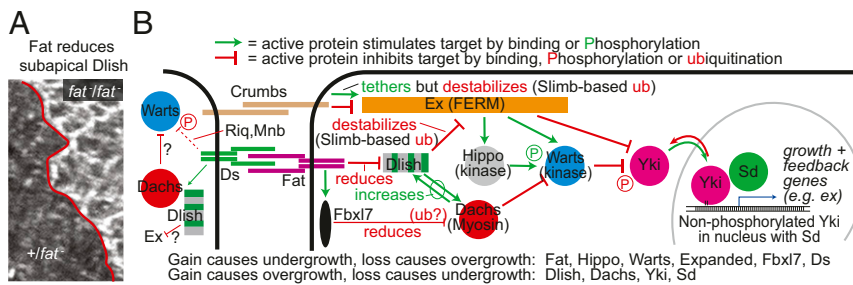 A
Fat reduces
subapical Dlish
fat-/fat-
+/fat-
B
= active protein stimulates target by binding or Phosphorylation
= active protein inhibits target by binding, Phosphorylation or ubiquitination
Crumbs
tethers but destabilizes (Slimb-based ub)
Ex (FERM)
Warts
P
Riq,Mnb
?
destabilizes
(Slimb-based ub)
Dachs
Ds
Fat
Dlish
reduces
increases
Hippo
(kinase)
P
Warts
(kinase)
P
Yki
Yki
Sd
growth +
feedback
genes
(e.g. ex)
Dlish
Ex
?
Fbxl7
(ub?)
reduces
Dachs
(Myosin)
Non-phosphorylated Yki
in nucleus with Sd
Gain causes undergrowth, loss causes overgrowth: Fat, Hippo, Warts, Expanded, Fbxl7, Ds
Gain causes overgrowth, loss causes undergrowth: Dlish, Dachs, Yki, Sd